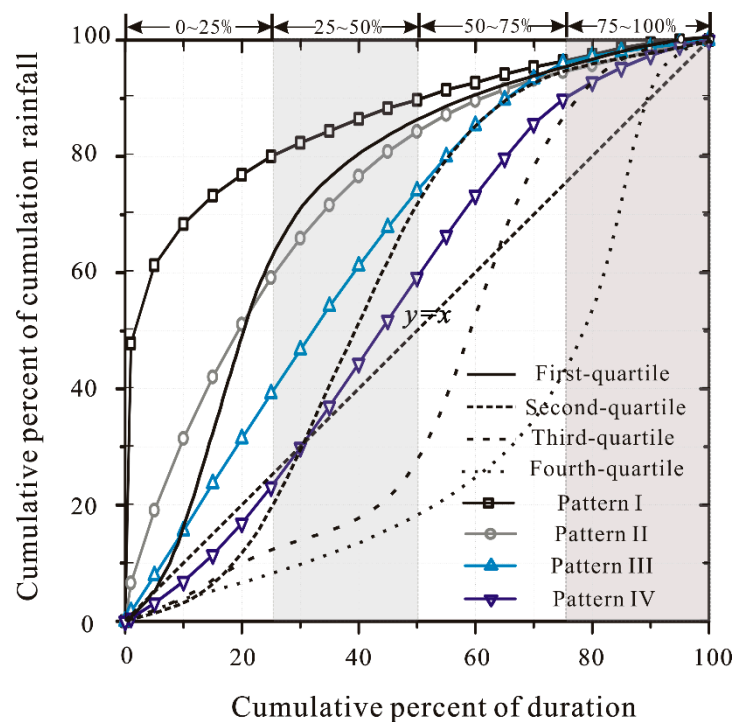 0~25% 25~50% 50~75% 75~100%
100
80
60
40
20
0
Cumulative percent of cumulation rainfall
y=x
First-quartile
Second-quartile
Third-quartile
Fourth-quartile
Pattern I
Pattern II
Pattern III
Pattern IV
0 20 40 60 80 100
Cumulative percent of duration